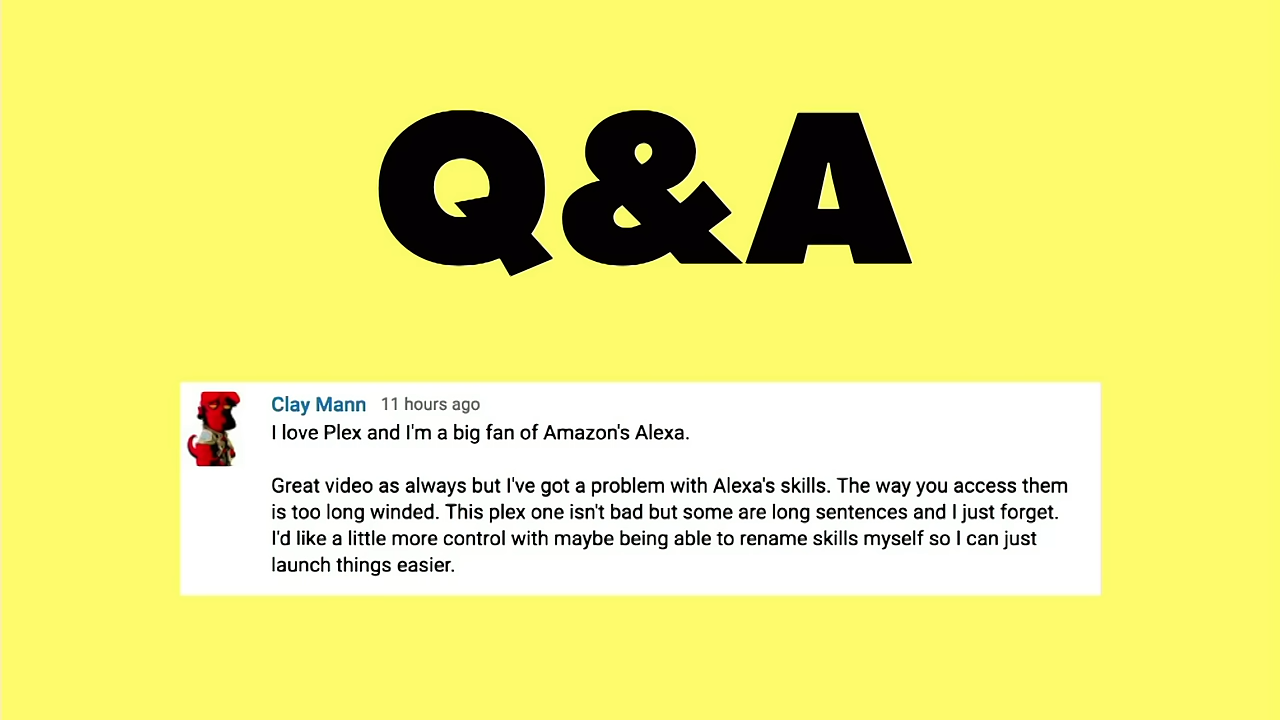 Q&A
Clay Mann 11 hours ago
I love Plex and I'm a big fan of Amazon's Alexa.
Great video as always but I've got a problem with Alexa's skills. The way you access them
is too long winded. This plex one isn't bad but some are long sentences and I just forget.
I'd like a little more control with maybe being able to rename skills myself so I can just
launch things easier.